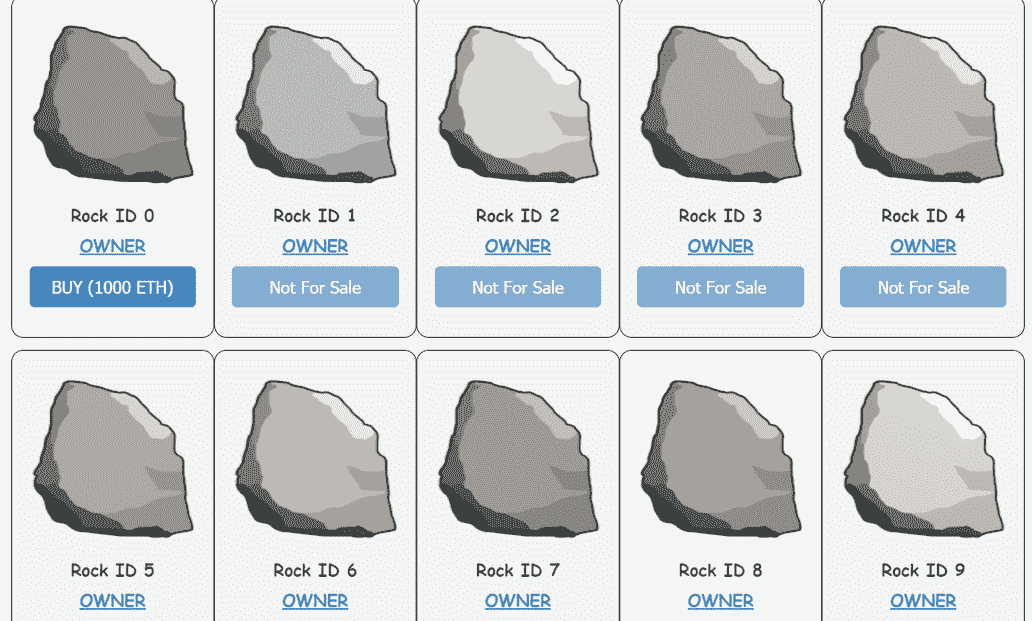 Rock ID 0 Rock ID 1 Rock ID 2 Rock ID 3 Rock ID 4
OWNER OWNER OWNER OWNER OWNER
BUY (1000 ETH) Not For Sale Not For Sale Not For Sale Not For Sale
Rock ID 5 Rock ID 6 Rock ID 7 Rock ID 8 Rock ID 9
OWNER OWNER OWNER OWNER OWNER